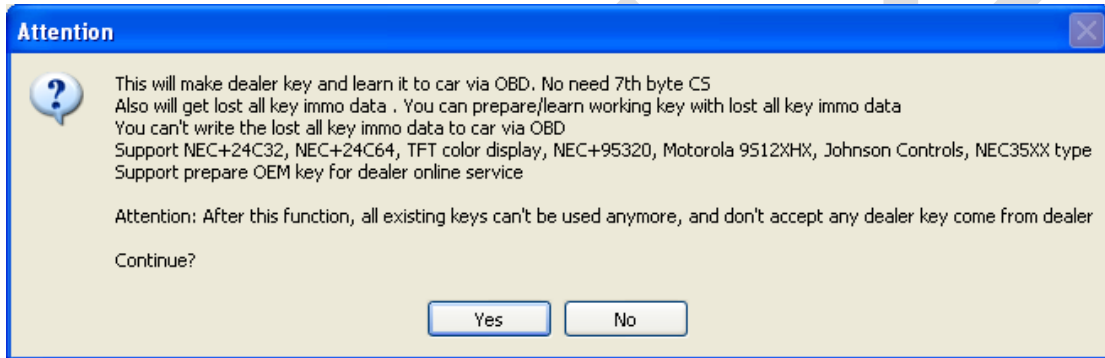 Attention
This will make dealer key and learn it to car via OBD. No need 7th byte CS
Also will get lost all key immo data . You can prepare/learn working key with lost all key immo data
You can't write the lost all key immo data to car via OBD
Support NEC+24C32, NEC+24C64, TFT color display, NEC+95320, Motorola 9S12XHX, Johnson Controls, NEC35XX type
Support prepare OEM key for dealer online service
Attention: After this function, all existing keys can't be used anymore, and don't accept any dealer key come from dealer
Continue?
Yes No